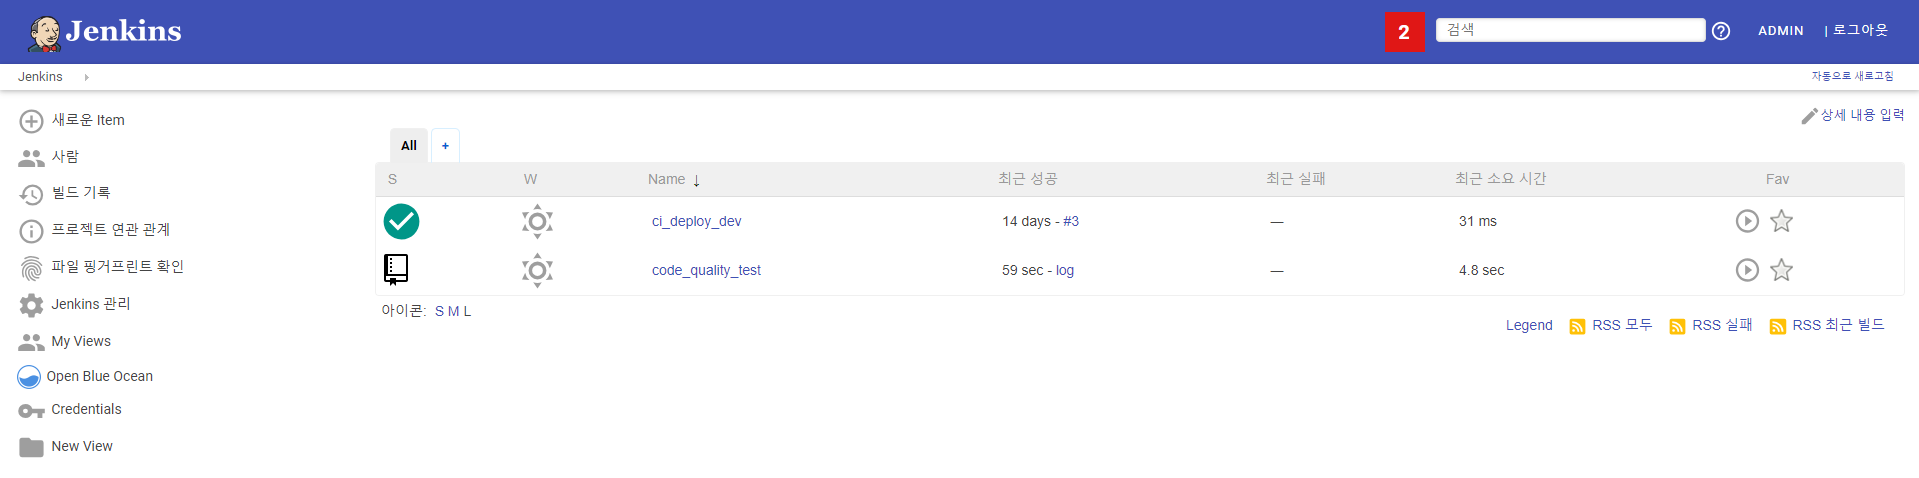 Jenkins
2
검색
ADMIN
| 로그아웃
Jenkins
자동으로 새로고침
새로운 Item
사람
빌드 기록
프로젝트 연관 관계
파일 핑거프린트 확인
Jenkins 관리
My Views
Open Blue Ocean
Credentials
New View
상세 내용 입력
All +
S W Name ↓ 최근 성공 최근 실패 최근 소요 시간 Fav
ci_deploy_dev 14 days - #3 — 31 ms
code_quality_test 59 sec - log — 4.8 sec
아이콘: S M L
Legend RSS 모두 RSS 실패 RSS 최근 빌드